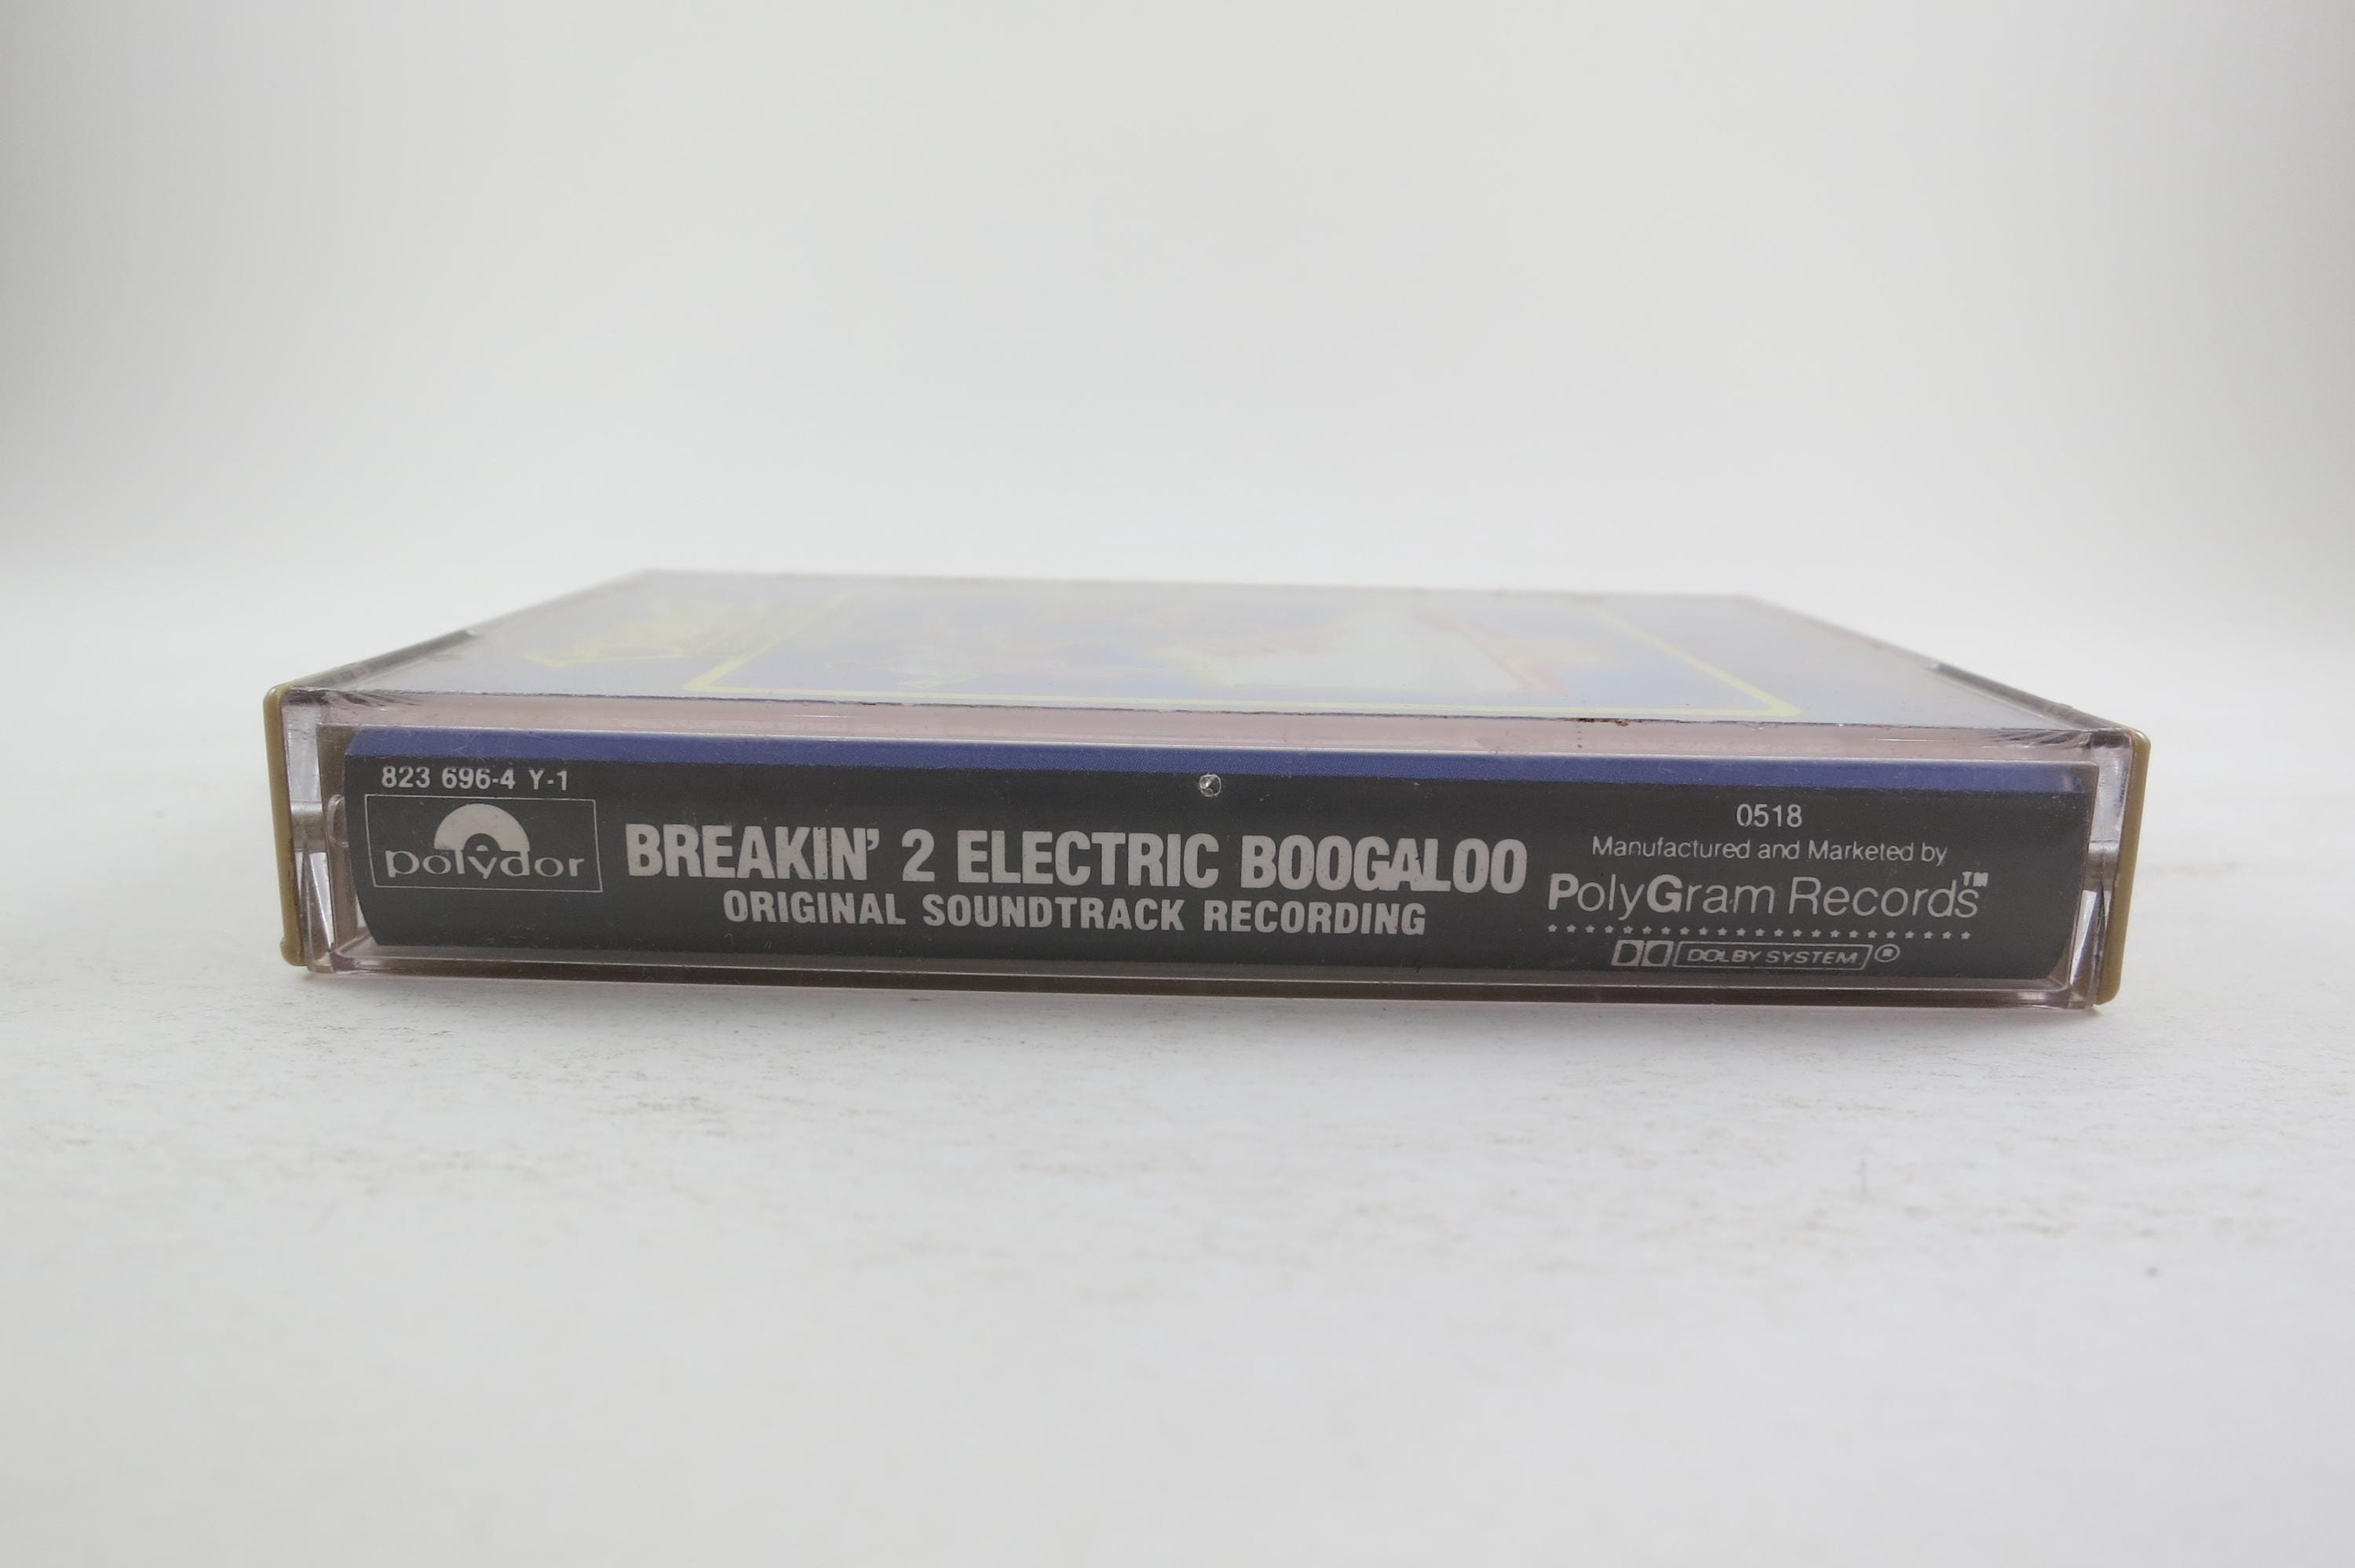 823 696-4 Y-1
polydor
BREAKIN' 2 ELECTRIC BOOGALOO
ORIGINAL SOUNDTRACK RECORDING
0518
Manufactured and Marketed by
PolyGram Records™
DOLBY SYSTEM ®